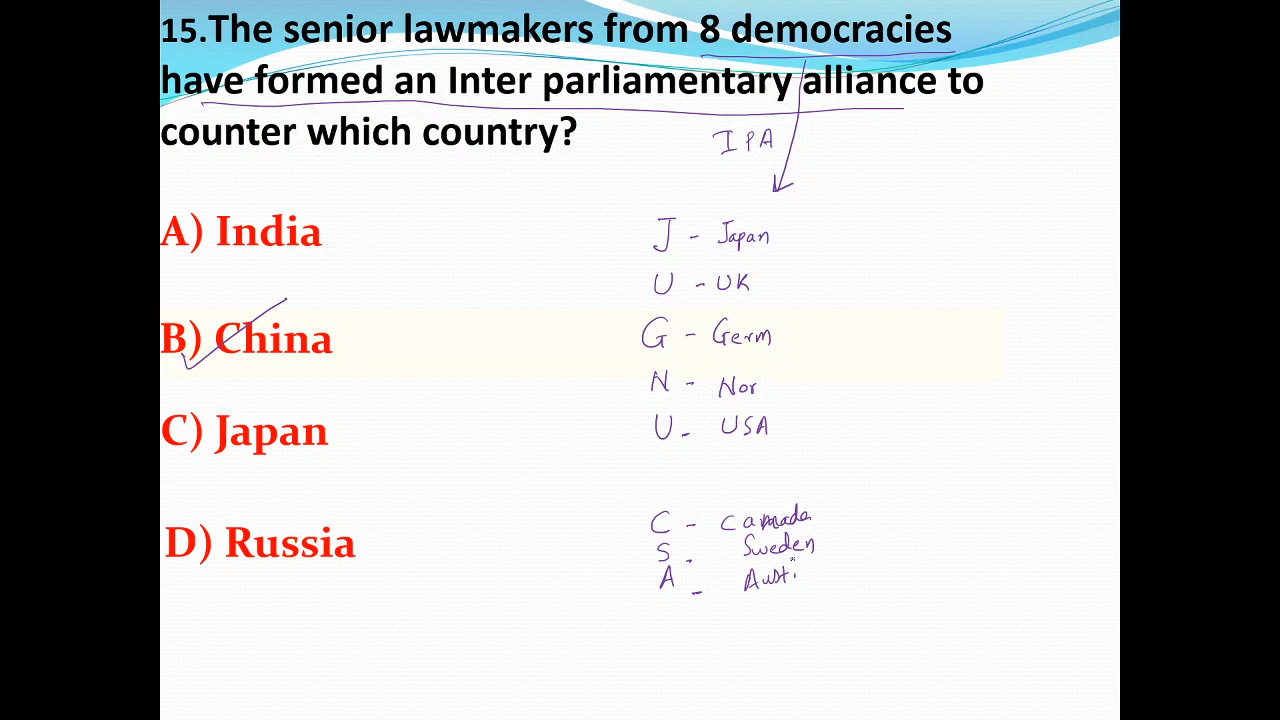 15.The senior lawmakers from 8 democracies
have formed an Inter parliamentary alliance to
counter which country?
IPA
A) India
J - Japan
U - UK
B) China
G - Germ
N - Nor
C) Japan
U - USA
C - Camada
D) Russia
S - Sweden
A - Aust